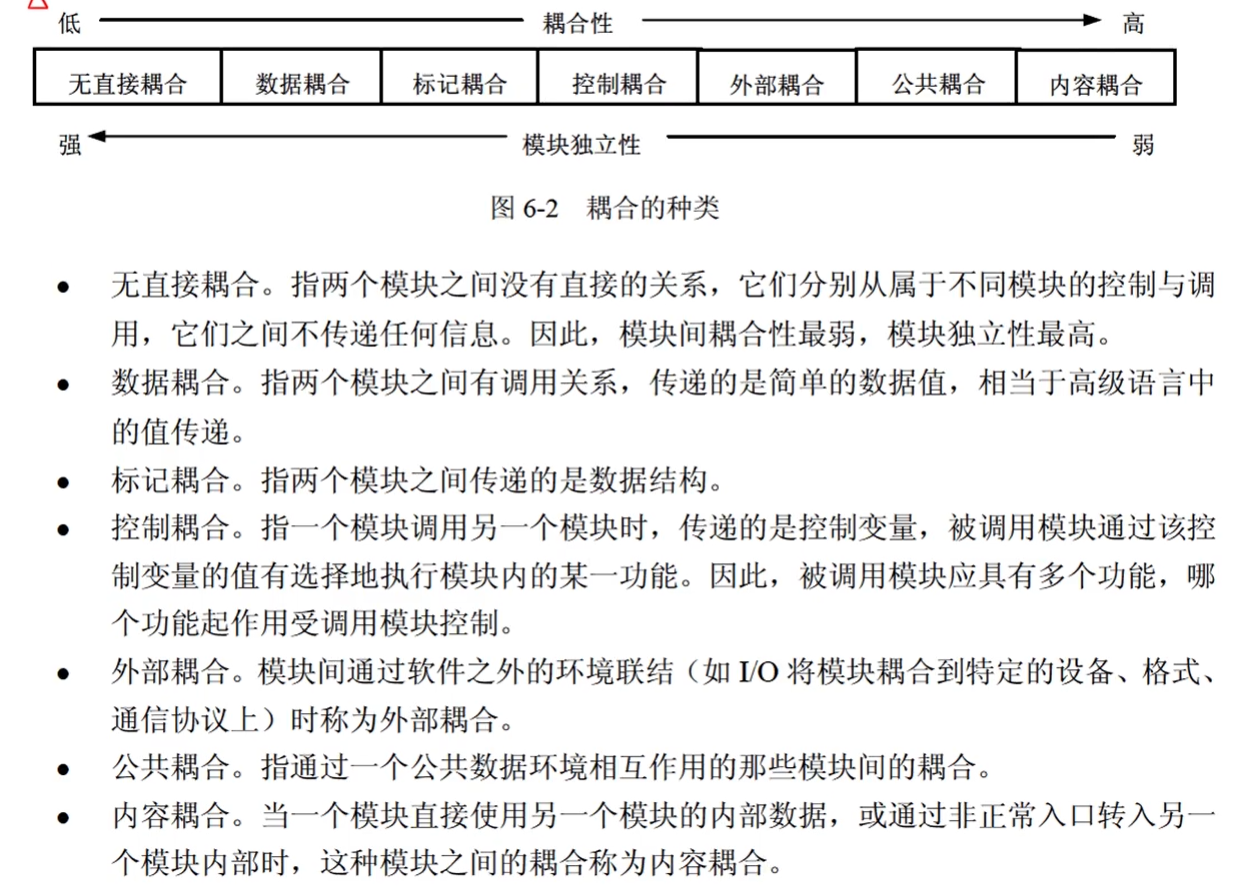 低 耦合性 高
无直接耦合 数据耦合 标记耦合 控制耦合 外部耦合 公共耦合 内容耦合
强 模块独立性 弱
图 6-2 耦合的种类
● 无直接耦合。指两个模块之间没有直接的关系，它们分别从属于不同模块的控制与调
用，它们之间不传递任何信息。因此，模块间耦合性最弱，模块独立性最高。
● 数据耦合。指两个模块之间有调用关系，传递的是简单的数据值，相当于高级语言中
的值传递。
● 标记耦合。指两个模块之间传递的是数据结构。
● 控制耦合。指一个模块调用另一个模块时，传递的是控制变量，被调用模块通过该控
制变量的值有选择地执行模块内的某一功能。因此，被调用模块应具有多个功能，哪
个功能起作用受调用模块控制。
● 外部耦合。模块间通过软件之外的环境联结（如 I/O 将模块耦合到特定的设备、格式、
通信协议上）时称为外部耦合。
● 公共耦合。指通过一个公共数据环境相互作用的那些模块间的耦合。
● 内容耦合。当一个模块直接使用另一个模块的内部数据，或通过非正常入口转入另一
个模块内部时，这种模块之间的耦合称为内容耦合。